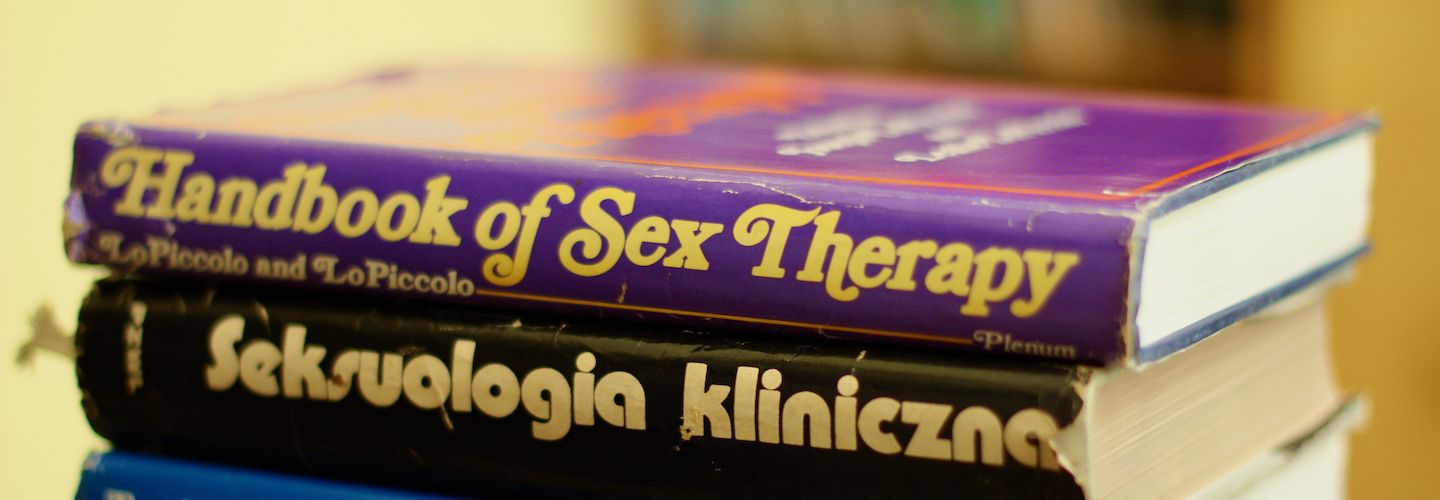 Handbook of Sex Therapy
LoPiccolo and LoPiccolo
Plenum
Seksuologia kliniczna